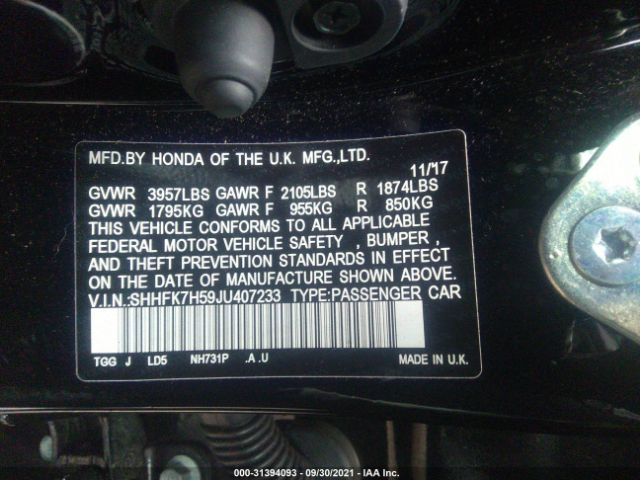 MFD.BY HONDA OF THE U.K. MFG.,LTD.
11/17
GVWR 3957LBS GAWR F 2105LBS R 1874LBS
GVWR 1795KG GAWR F 955KG R 850KG
THIS VEHICLE CONFORMS TO ALL APPLICABLE
FEDERAL MOTOR VEHICLE SAFETY , BUMPER ,
AND THEFT PREVENTION STANDARDS IN EFFECT
ON THE DATE OF MANUFACTURE SHOWN ABOVE.
V.I.N.:SHHFK7H59JU407233 TYPE:PASSENGER CAR
TGG J LD5 NH731P .A .U MADE IN U.K.
000-31394093 - 09/30/2021 - IAA Inc.